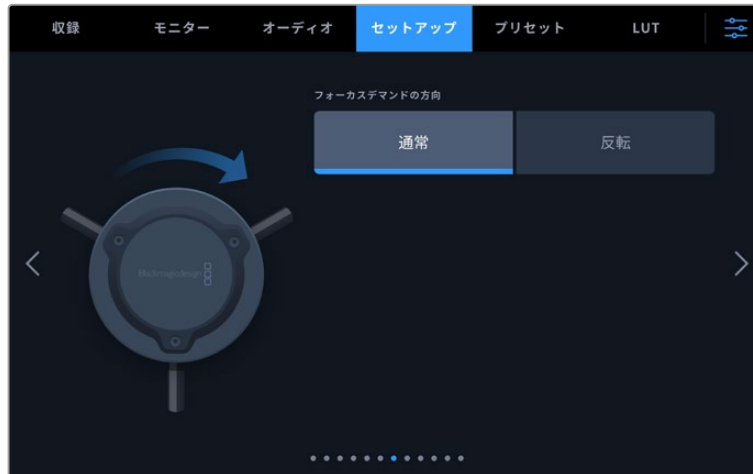 収録 モニター オーディオ セットアップ プリセット LUT
フォーカスデマンドの方向
通常 反転
Blackmagicdesign